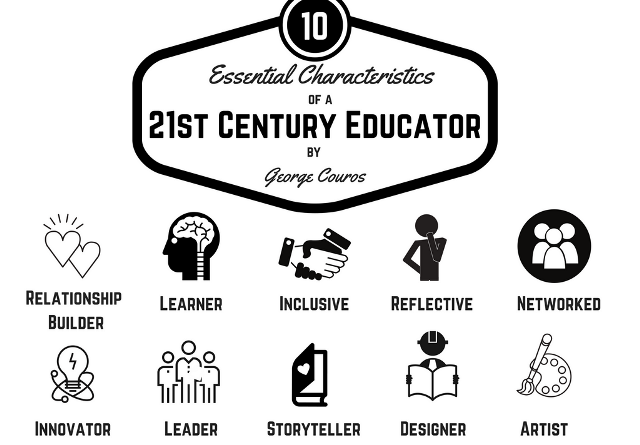 10
Essential Characteristics
OF A
21ST CENTURY EDUCATOR
BY
George Couros
RELATIONSHIP BUILDER
LEARNER
INCLUSIVE
REFLECTIVE
NETWORKED
INNOVATOR
LEADER
STORYTELLER
DESIGNER
ARTIST